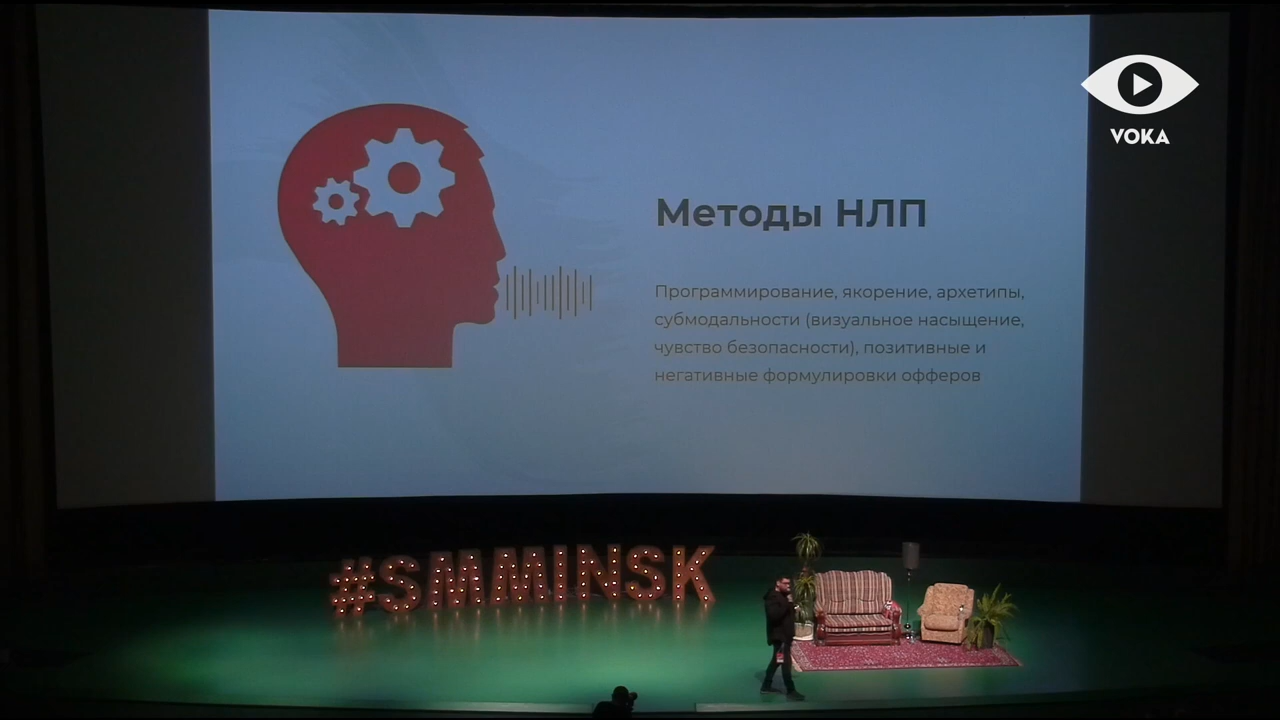 VOKA
Методы НЛП
Программирование, якорение, архетипы,
субмодальности (визуальное насыщение,
чувство безопасности), позитивные и
негативные формулировки офферов
#SMMINSK